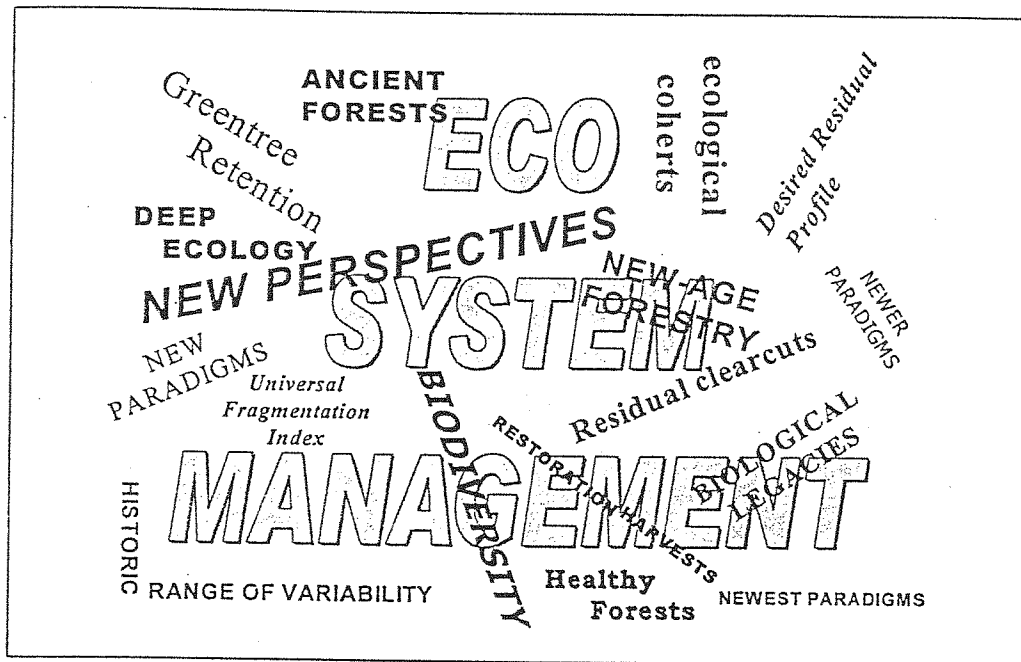 ANCIENT
FORESTS
Greentree
Retention
ECO
ecological
coherts
Desired Residual
Profile
DEEP
ECOLOGY
NEW PERSPECTIVES
SYSTEM
NEW-AGE
FORESTRY
NEWER
PARADIGMS
NEW
PARADIGMS
Universal
Fragmentation
Index
BIODIVERSITY
Residual clearcuts
RESTORATION HARVESTS
BIOLOGICAL
LEGACIES
MANAGEMENT
HISTORIC
RANGE OF VARIABILITY
Healthy
Forests
NEWEST PARADIGMS